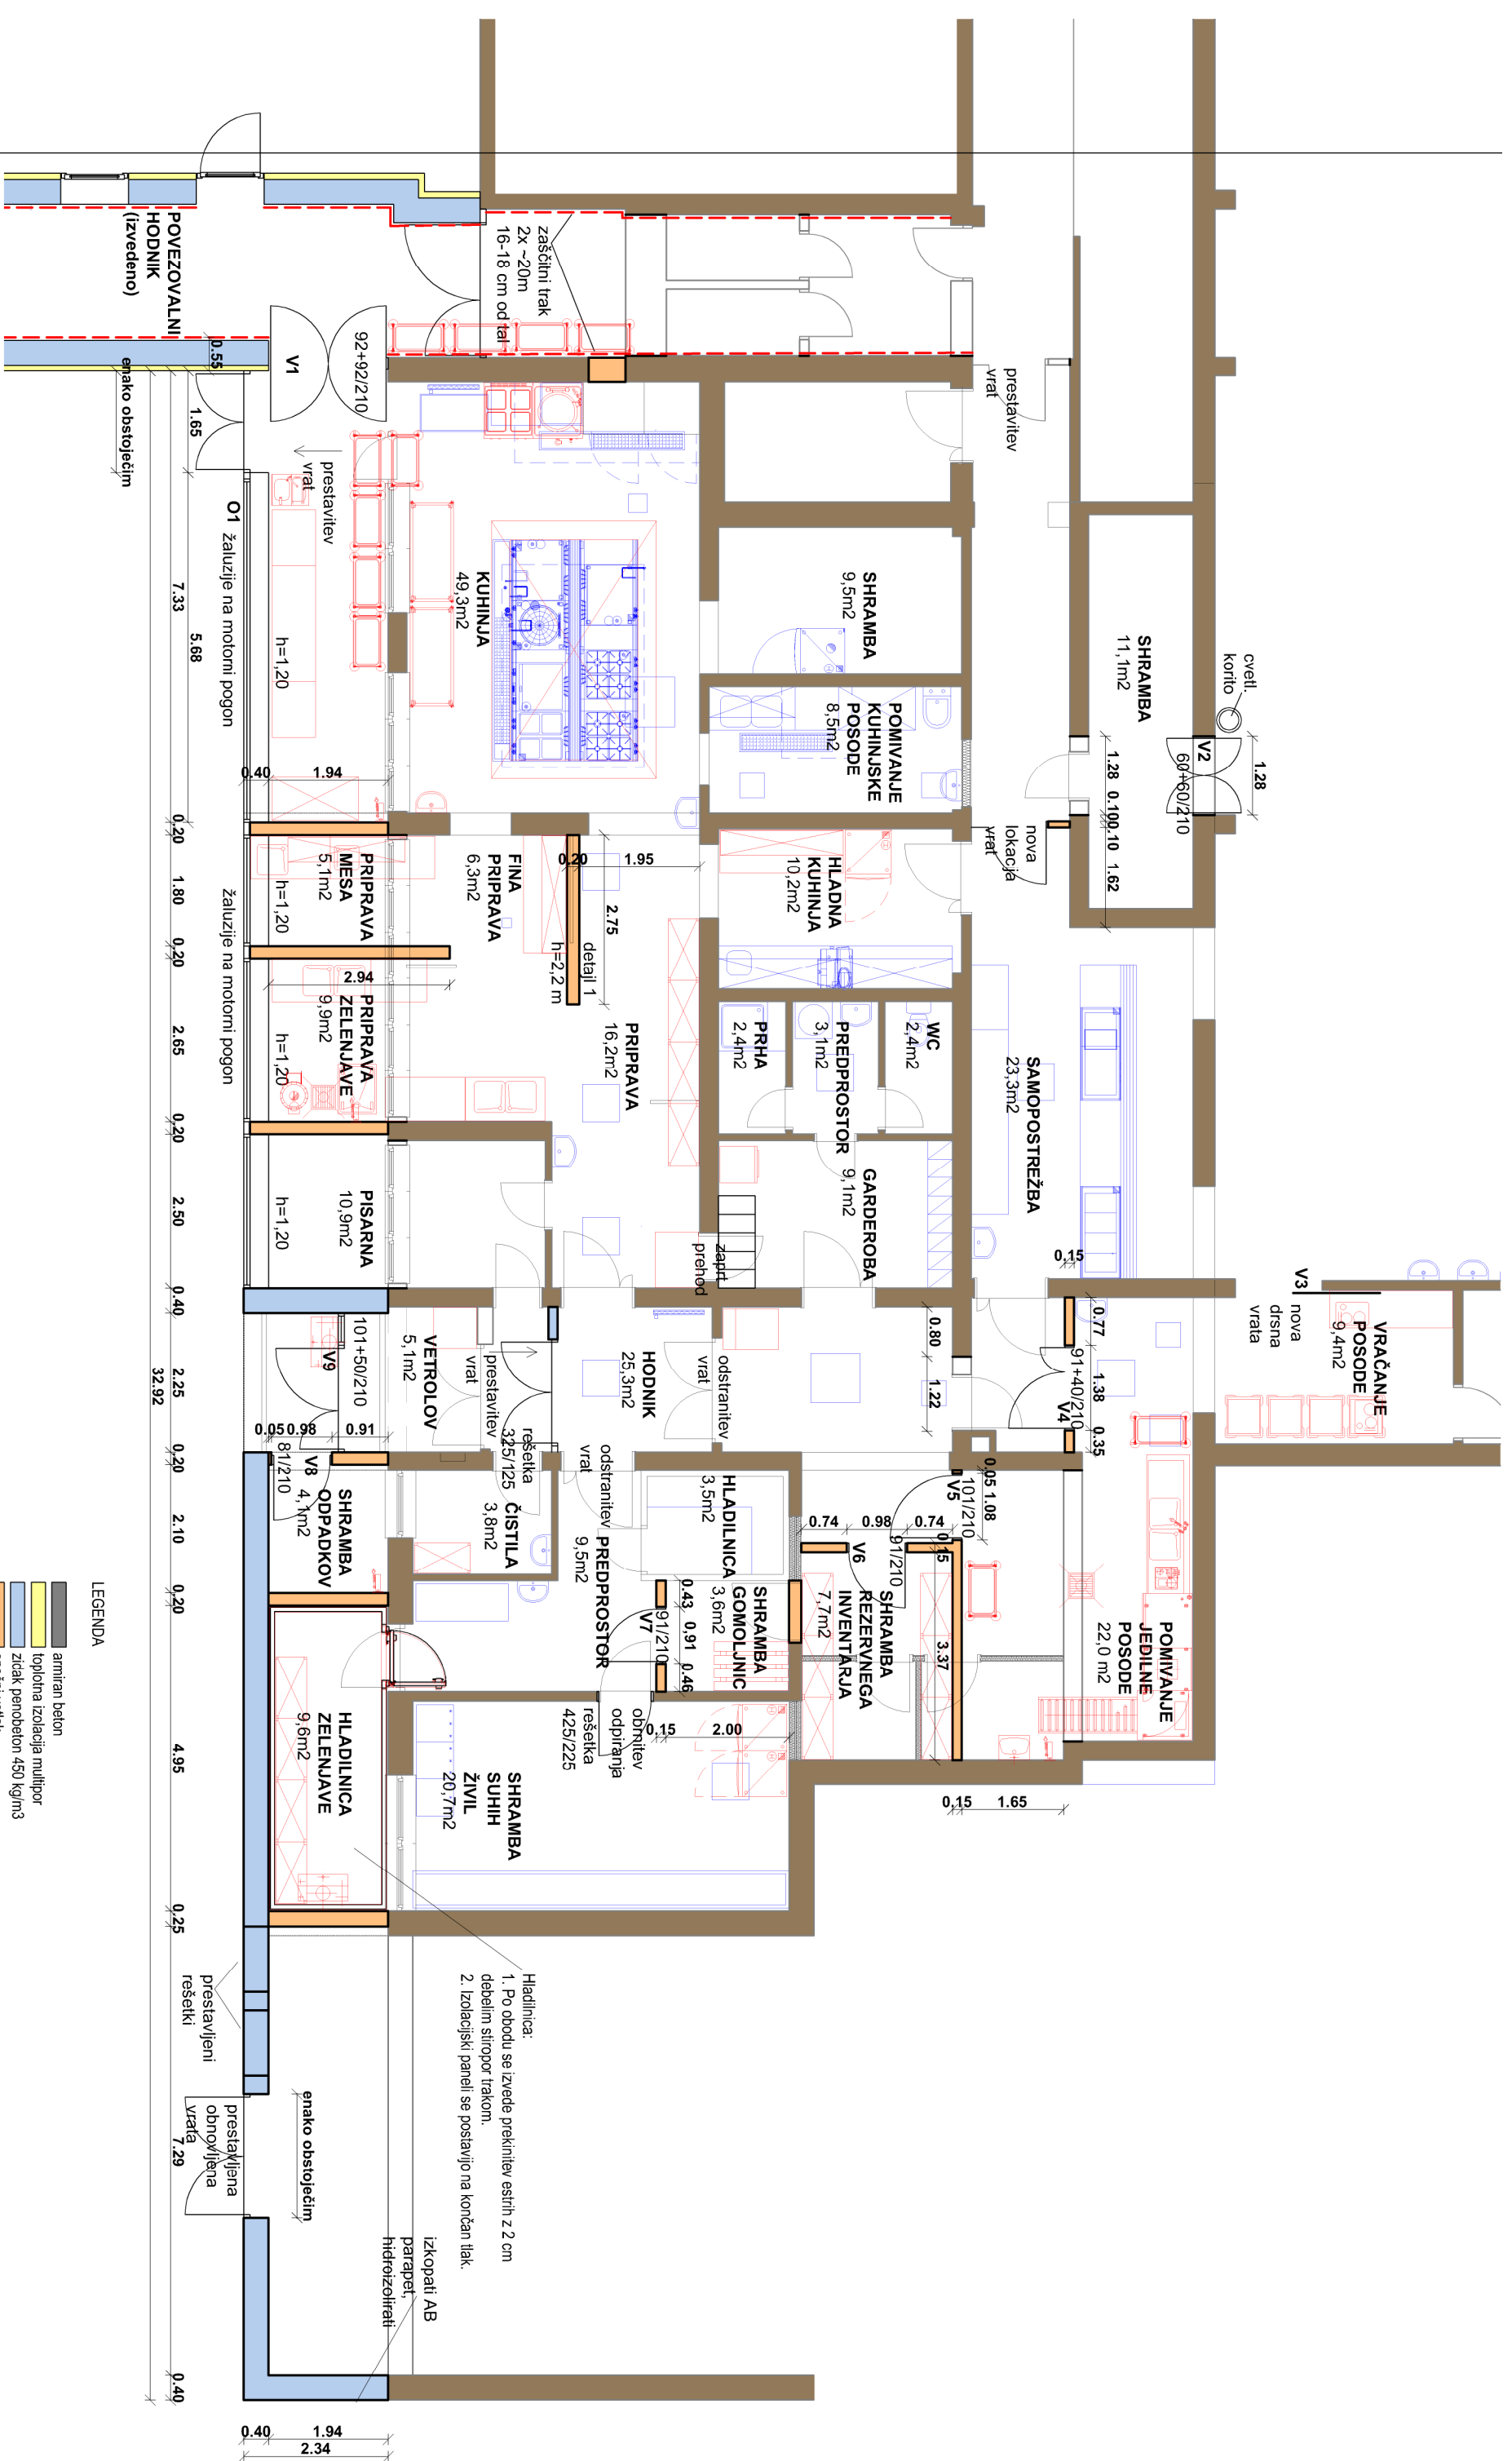 POVEZOVALNI
HODNIK
(izvedeno)
zaščitni trak
2x ~20m
16-18 cm od tal
92+92/210
V1
0.55
enako obstoječim
1.65
prestavitev
vrat
O1 žaluzije na motorni pogon
7.33
5.68
h=1,20
0.40
1.94
KUHINJA
49,3m2
SHRAMBA
9,5m2
prestavitev
vrat
SHRAMBA
11,1m2
cvetl.
korito
V2
60+60/210
1.28
1.28
0.10
0.10
1.62
POMIVANJE
KUHINJSKE
POSODE
8,5m2
nova
lokacija
vrat
HLADNA
KUHINJA
10,2m2
0.20
PRIPRAVA
MESA
5,1m2
h=1,20
1.80
0.20
žaluzije na motorni pogon
FINA
PRIPRAVA
6,3m2
0.20
1.95
2.75
detajl 1
h=2,2 m
2.94
PRIPRAVA
ZELENJAVE
9,9m2
h=1,20
2.65
0.20
PRIPRAVA
16,2m2
PRHA
2,4m2
PREDPROSTOR
3,1m2
WC
2,4m2
SAMOPOSTREŽBA
23,3m2
GARDEROBA
9,1m2
zaprt
prehod
PISARNA
10,9m2
h=1,20
2.50
0.40
0.15
V3
nova
drsna
vrata
VRAČANJE
POSODE
9,4m2
0.77
91+40/210
1.38
V4
0.35
0.80
1.22
odstranitev
vrat
HODNIK
25,3m2
VETROLOV
5,1m2
prestavitev
vrat
101+50/210
V9
2.25
32.92
0.05
0.98
0.91
0.20
81/210
V8
rešetka
325/125
odstranitev
vrat
ČISTILA
3,8m2
SHRAMBA
ODPADKOV
4,1m2
2.10
0.20
HLADILNICA
3,5m2
PREDPROSTOR
9,5m2
0.05
1.08
101/210
V5
0.74
0.98
0.74
0.15
91/210
V6
SHRAMBA
REZERVNEGA
INVENTARJA
7,7m2
3.37
SHRAMBA
GOMOLJNIC
3,6m2
0.43
0,91
0.46
91/210
V7
POMIVANJE
JEDILNE
POSODE
22,0 m2
0.15
1.65
obrnitev
odpiranja
rešetka
425/225
0.15
2.00
SHRAMBA
SUHIH
ŽIVIL
20,7m2
HLADILNICA
ZELENJAVE
9,6m2
4.95
0.25
Hladilnica:
1. Po obodu se izvede prekinitev estrih z 2 cm
debelim stiropor trakom.
2. Izolacijski paneli se postavijo na končan tlak.
prestavljeni
rešetki
enako obstoječim
prestavljena
obnovljena
vrata
7.29
izkopati AB
parapet,
hidroizolirati
0.40
0.40
1.94
2.34
LEGENDA
armiran beton
toplotna izolacija multipor
zidak penobeton 450 kg/m3